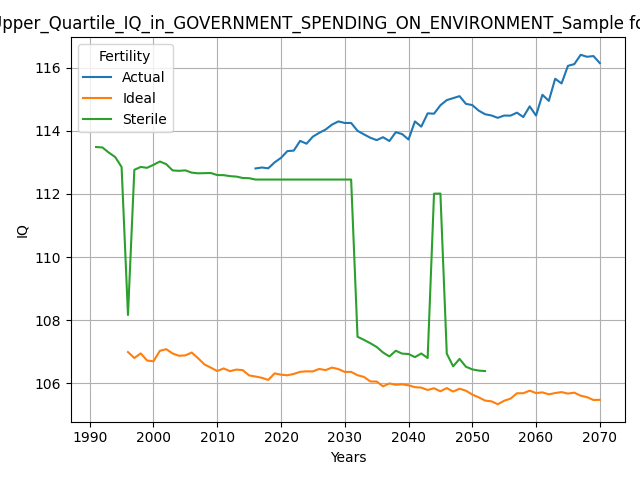 Upper_Quartile_IQ_in_GOVERNMENT_SPENDING_ON_ENVIRONMENT_Sample fo
Fertility
Actual
Ideal
Sterile
116
114
112
110
108
106
IQ
1990 2000 2010 2020 2030 2040 2050 2060 2070
Years